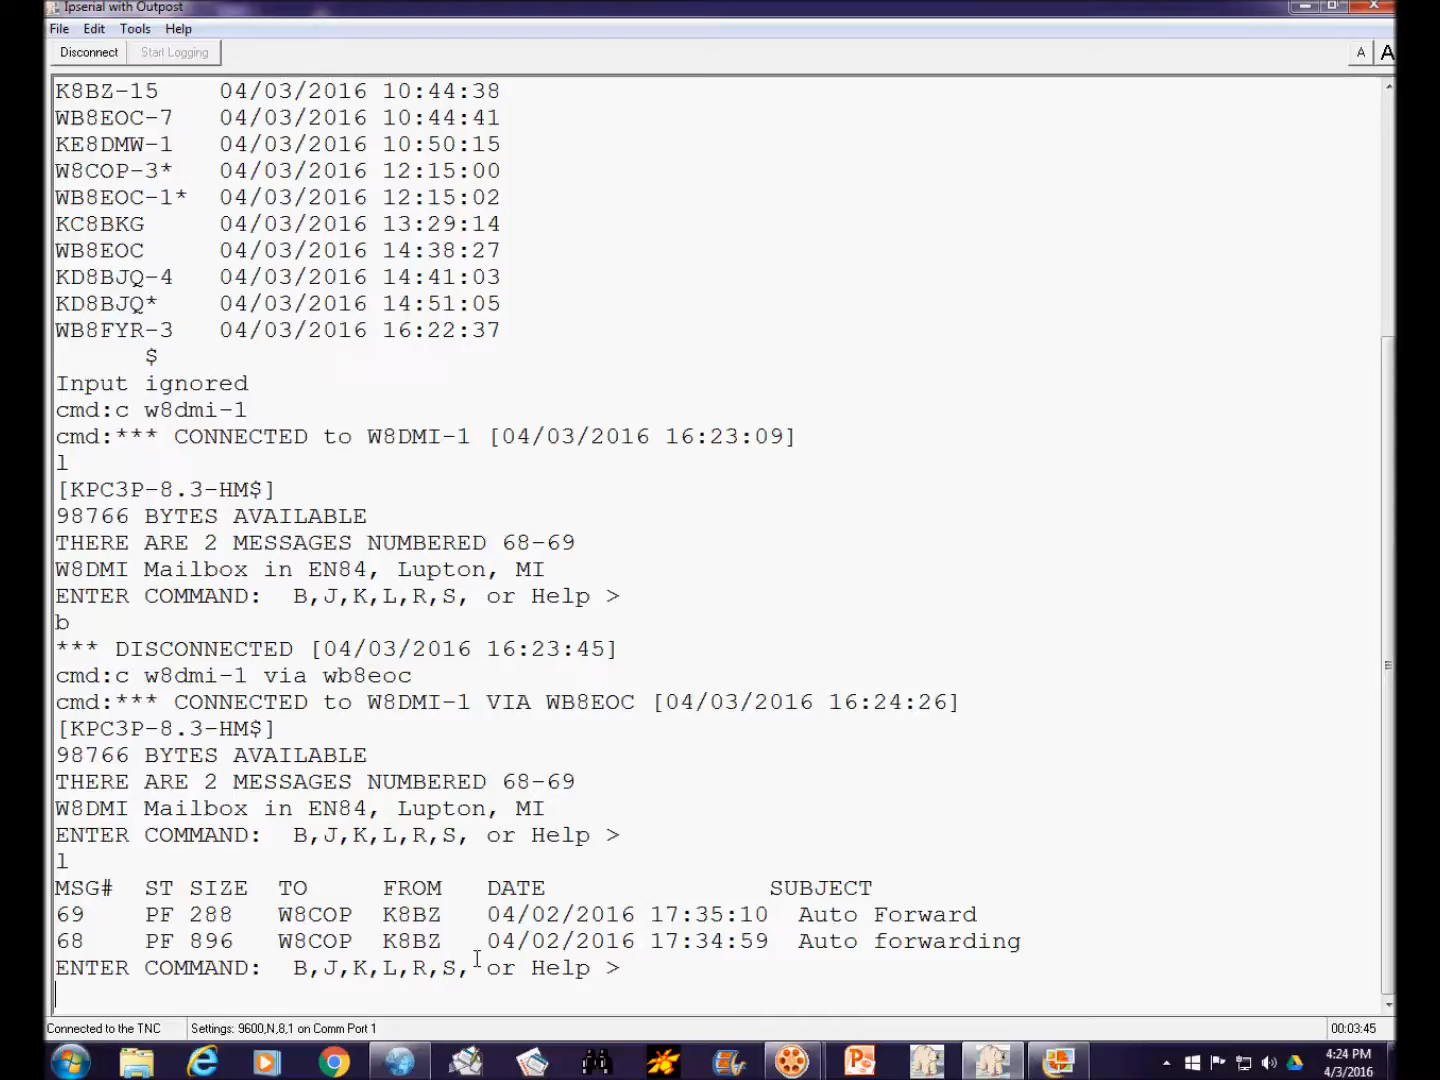 Ipserial with Outpost
File Edit Tools Help
Disconnect Start Logging A A
K8BZ-15 04/03/2016 10:44:38
WB8EOC-7 04/03/2016 10:44:41
KE8DMW-1 04/03/2016 10:50:15
W8COP-3* 04/03/2016 12:15:00
WB8EOC-1* 04/03/2016 12:15:02
KC8BKG 04/03/2016 13:29:14
WB8EOC 04/03/2016 14:38:27
KD8BJQ-4 04/03/2016 14:41:03
KD8BJQ* 04/03/2016 14:51:05
WB8FYR-3 04/03/2016 16:22:37
$
Input ignored
cmd:c w8dmi-1
cmd:*** CONNECTED to W8DMI-1 [04/03/2016 16:23:09]
l
[KPC3P-8.3-HM$]
98766 BYTES AVAILABLE
THERE ARE 2 MESSAGES NUMBERED 68-69
W8DMI Mailbox in EN84, Lupton, MI
ENTER COMMAND: B,J,K,L,R,S, or Help >
b
*** DISCONNECTED [04/03/2016 16:23:45]
cmd:c w8dmi-1 via wb8eoc
cmd:*** CONNECTED to W8DMI-1 VIA WB8EOC [04/03/2016 16:24:26]
[KPC3P-8.3-HM$]
98766 BYTES AVAILABLE
THERE ARE 2 MESSAGES NUMBERED 68-69
W8DMI Mailbox in EN84, Lupton, MI
ENTER COMMAND: B,J,K,L,R,S, or Help >
l
MSG# ST SIZE TO FROM DATE SUBJECT
69 PF 288 W8COP K8BZ 04/02/2016 17:35:10 Auto Forward
68 PF 896 W8COP K8BZ 04/02/2016 17:34:59 Auto forwarding
ENTER COMMAND: B,J,K,L,R,S, or Help >
Connected to the TNC Settings: 9600,N,8,1 on Comm Port 1 00:03:45
4:24 PM
4/3/2016